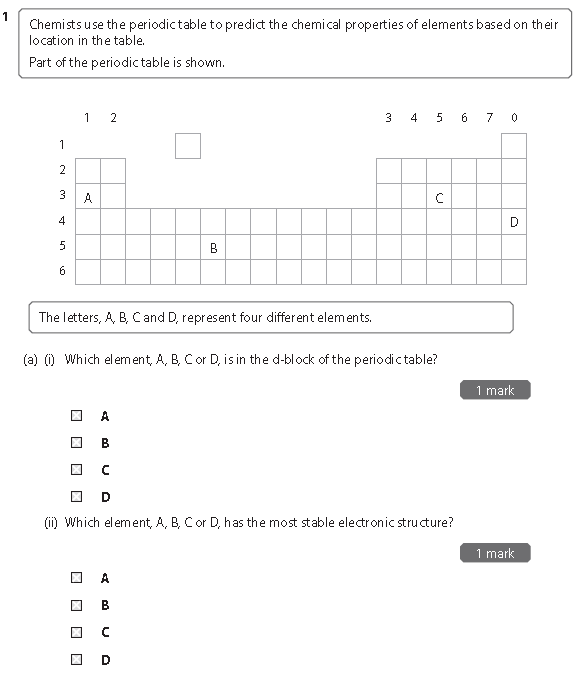 1
Chemists use the periodic table to predict the chemical properties of elements based on their
location in the table.
Part of the periodic table is shown.
1 2 3 4 5 6 7 0
1
2
3 A C
4 D
5 B
6
The letters, A, B, C and D, represent four different elements.
(a) (i) Which element, A, B, C or D, is in the d-block of the periodic table?
1 mark
A
B
C
D
(ii) Which element, A, B, C or D, has the most stable electronic structure?
1 mark
A
B
C
D